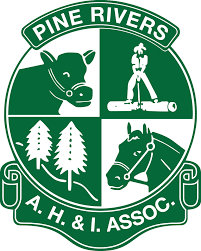 PINE RIVERS
A. H. & I. ASSOC.